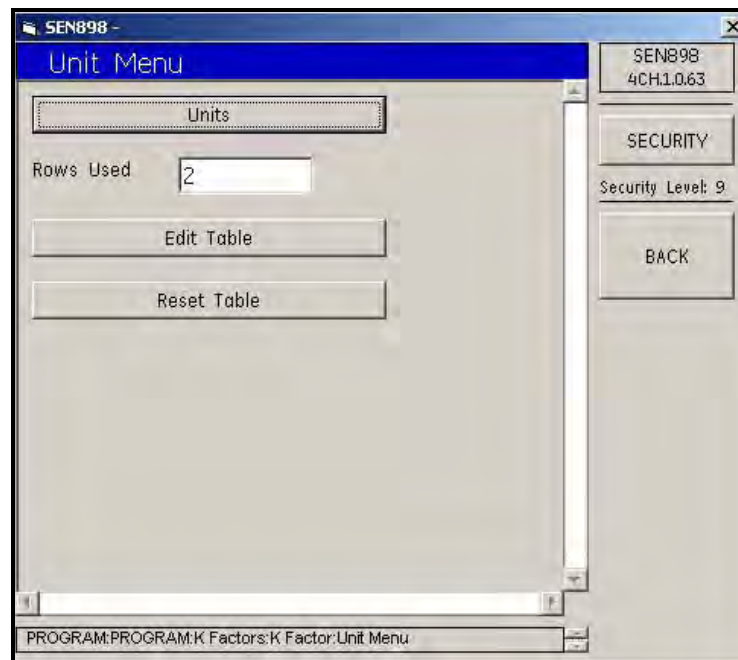 SEN898 -
Unit Menu
Units
Rows Used 2
Edit Table
Reset Table
SEN898
4CH.1.0.63
SECURITY
Security Level: 9
BACK
PROGRAM:PROGRAM:K Factors:K Factor:Unit Menu